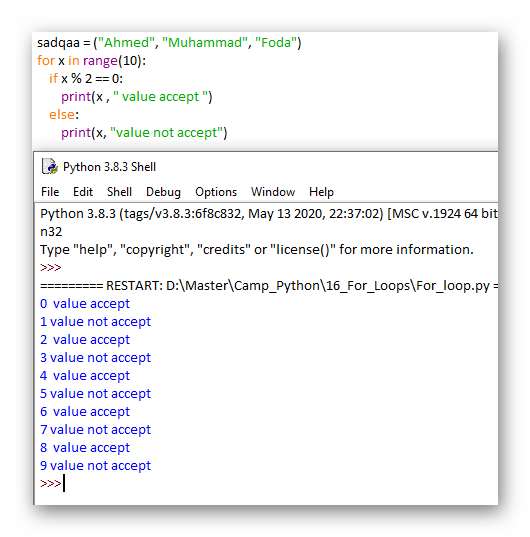 sadqaa = ("Ahmed", "Muhammad", "Foda")
for x in range(10):
    if x % 2 == 0:
        print(x , " value accept ")
    else:
        print(x, "value not accept")
Python 3.8.3 Shell
File Edit Shell Debug Options Window Help
Python 3.8.3 (tags/v3.8.3:6f8c832, May 13 2020, 22:37:02) [MSC v.1924 64 bit
n32
Type "help", "copyright", "credits" or "license()" for more information.
>>>
========= RESTART: D:\Master\Camp_Python\16_For_Loops\For_loop.py =
0  value accept
1 value not accept
2  value accept
3 value not accept
4  value accept
5 value not accept
6  value accept
7 value not accept
8  value accept
9 value not accept
>>>